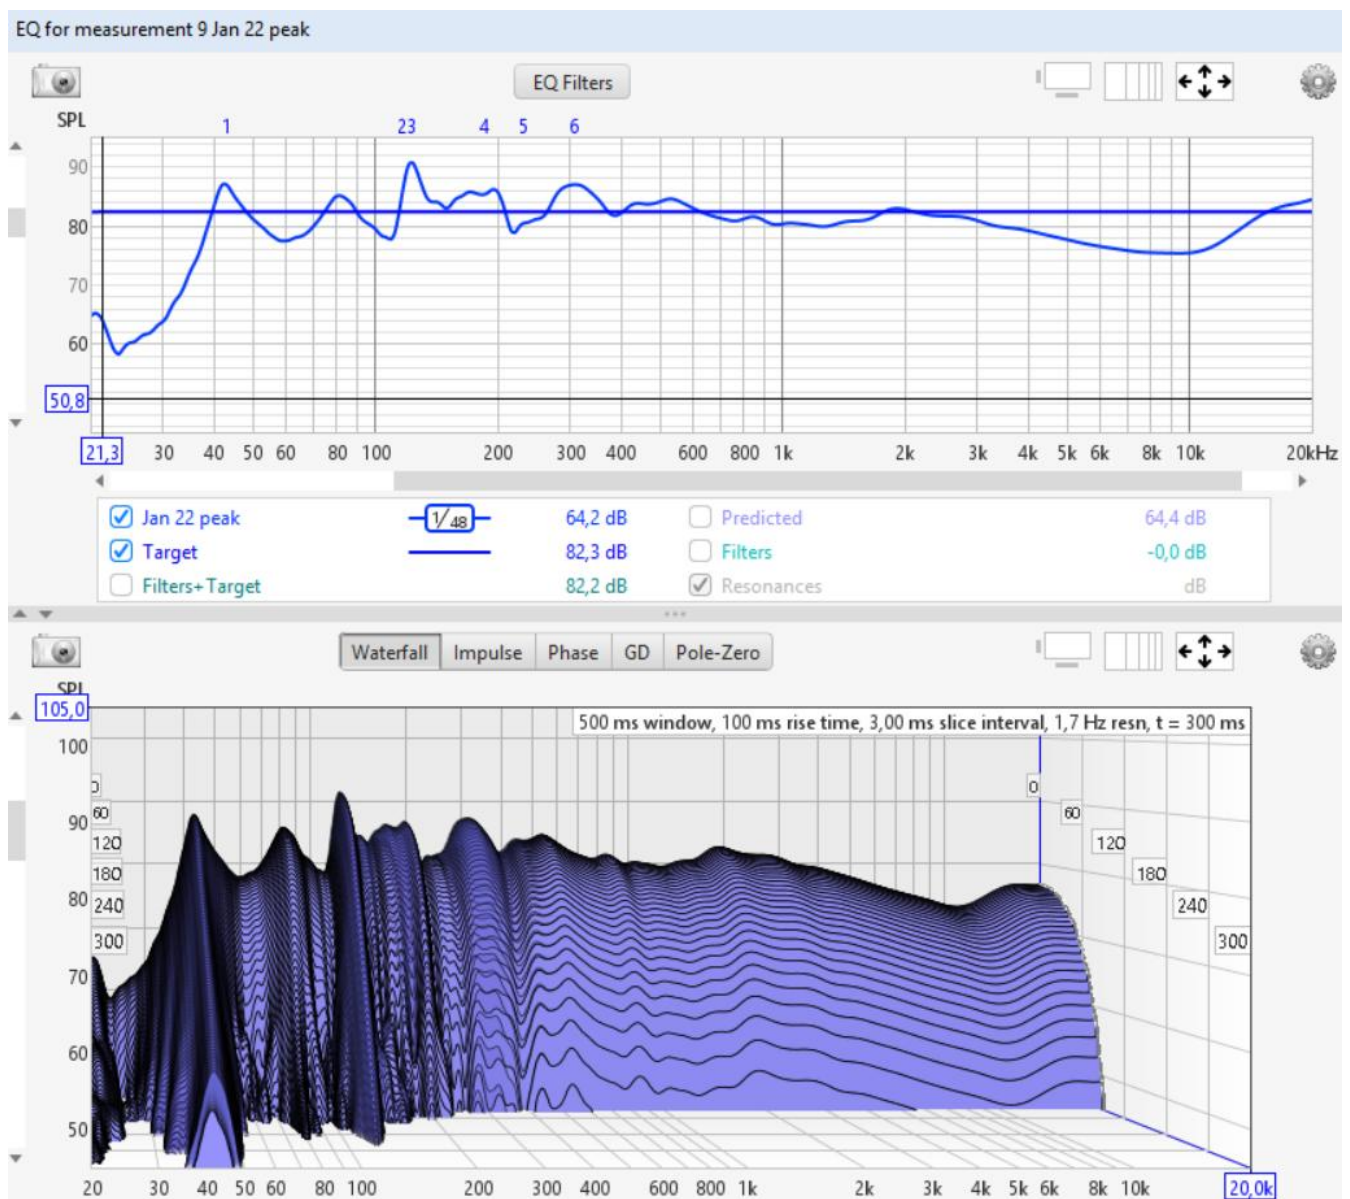 EQ for measurement 9 Jan 22 peak
EQ Filters
SPL
1 23 4 5 6
90
80
70
60
50,8
21,3 30 40 50 60 80 100 200 300 400 600 800 1k 2k 3k 4k 5k 6k 8k 10k 20kHz
Jan 22 peak 1/48 64,2 dB Predicted 64,4 dB
Target 82,3 dB Filters -0,0 dB
Filters+Target 82,2 dB Resonances dB
Waterfall Impulse Phase GD Pole-Zero
SPL
105,0
500 ms window, 100 ms rise time, 3,00 ms slice interval, 1,7 Hz resn, t = 300 ms
100
0 0
60 60
90
120 120
180 180
80
240 240
300 300
70
60
50
20 30 40 50 60 80 100 200 300 400 600 800 1k 2k 3k 4k 5k 6k 8k 10k 20,0k